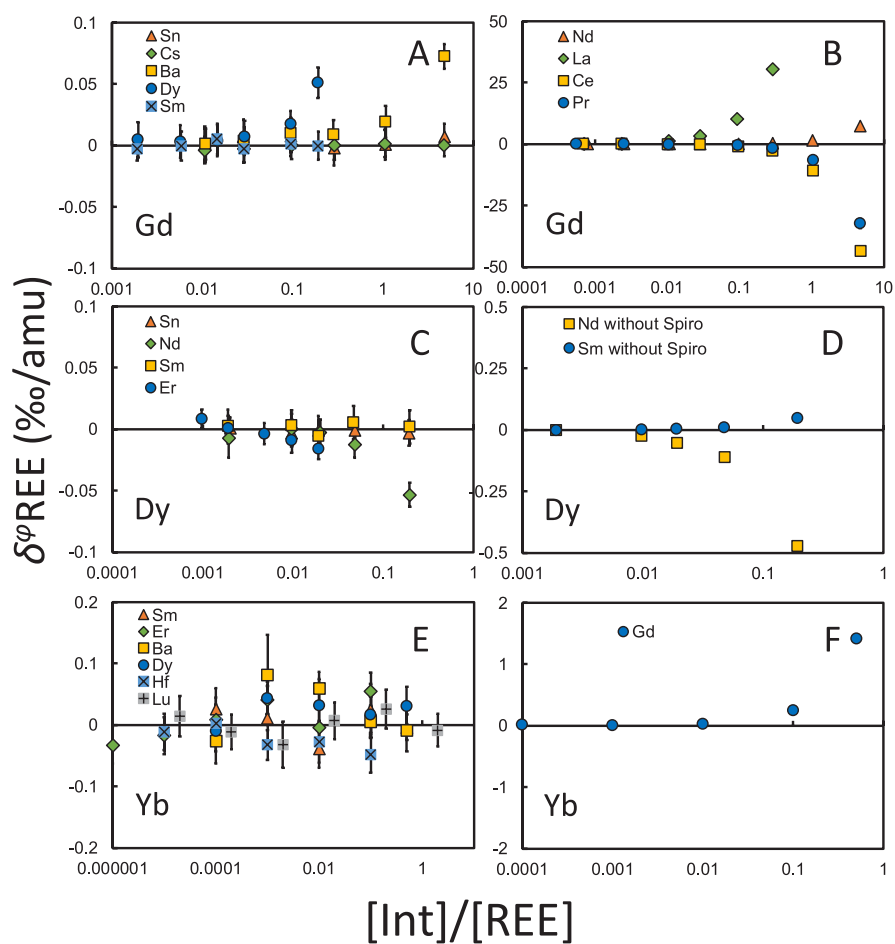 0.1
0.05
0
-0.05
-0.1
Sn
Cs
Ba
Dy
Sm
A
Gd
0.001
0.01
0.1
1
10
50
25
0
-25
-50
Nd
La
Ce
Pr
B
Gd
0.0001
0.001
0.01
0.1
1
10
δᵠREE (‰/amu)
0.1
0.05
0
-0.05
-0.1
Sn
Nd
Sm
Er
C
Dy
0.0001
0.001
0.01
0.1
1
0.5
0.25
0
-0.25
-0.5
Nd without Spiro
Sm without Spiro
D
Dy
0.001
0.01
0.1
1
0.2
0.1
0
-0.1
-0.2
Sm
Er
Ba
Dy
Hf
Lu
E
Yb
0.000001
0.0001
0.01
1
2
1
0
-1
-2
Gd
F
Yb
0.0001
0.001
0.01
0.1
1
[Int]/[REE]